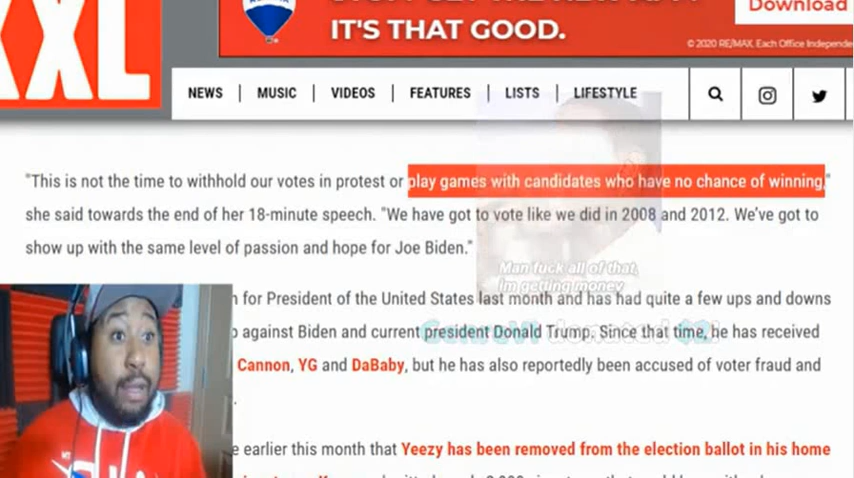 IT'S THAT GOOD.
Download
© 2020 RE/MAX, Each Office Independe
XXL
NEWS | MUSIC | VIDEOS | FEATURES | LISTS | LIFESTYLE
"This is not the time to withhold our votes in protest or play games with candidates who have no chance of winning,"
she said towards the end of her 18-minute speech. "We have got to vote like we did in 2008 and 2012. We've got to
show up with the same level of passion and hope for Joe Biden."
Man fuck all of that,
Im getting money
for President of the United States last month and has had quite a few ups and downs
against Biden and current president Donald Trump. Since that time, he has received
donated $2!
Cannon, YG and DaBaby, but he has also reportedly been accused of voter fraud and
e earlier this month that Yeezy has been removed from the election ballot in his home